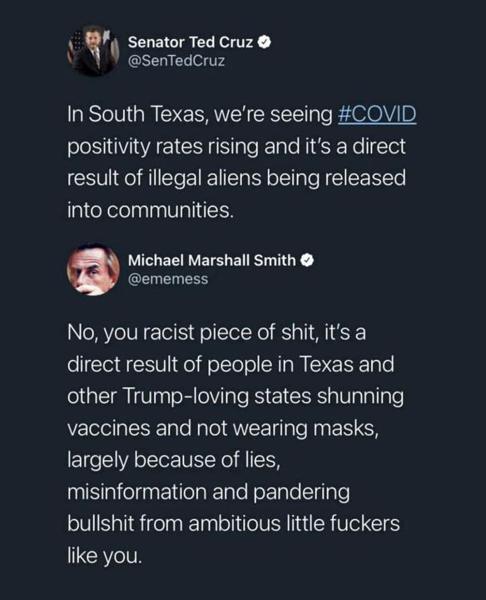 Senator Ted Cruz
@SenTedCruz
In South Texas, we're seeing #COVID
positivity rates rising and it's a direct
result of illegal aliens being released
into communities.
Michael Marshall Smith
@ememess
No, you racist piece of shit, it's a
direct result of people in Texas and
other Trump-loving states shunning
vaccines and not wearing masks,
largely because of lies,
misinformation and pandering
bullshit from ambitious little fuckers
like you.